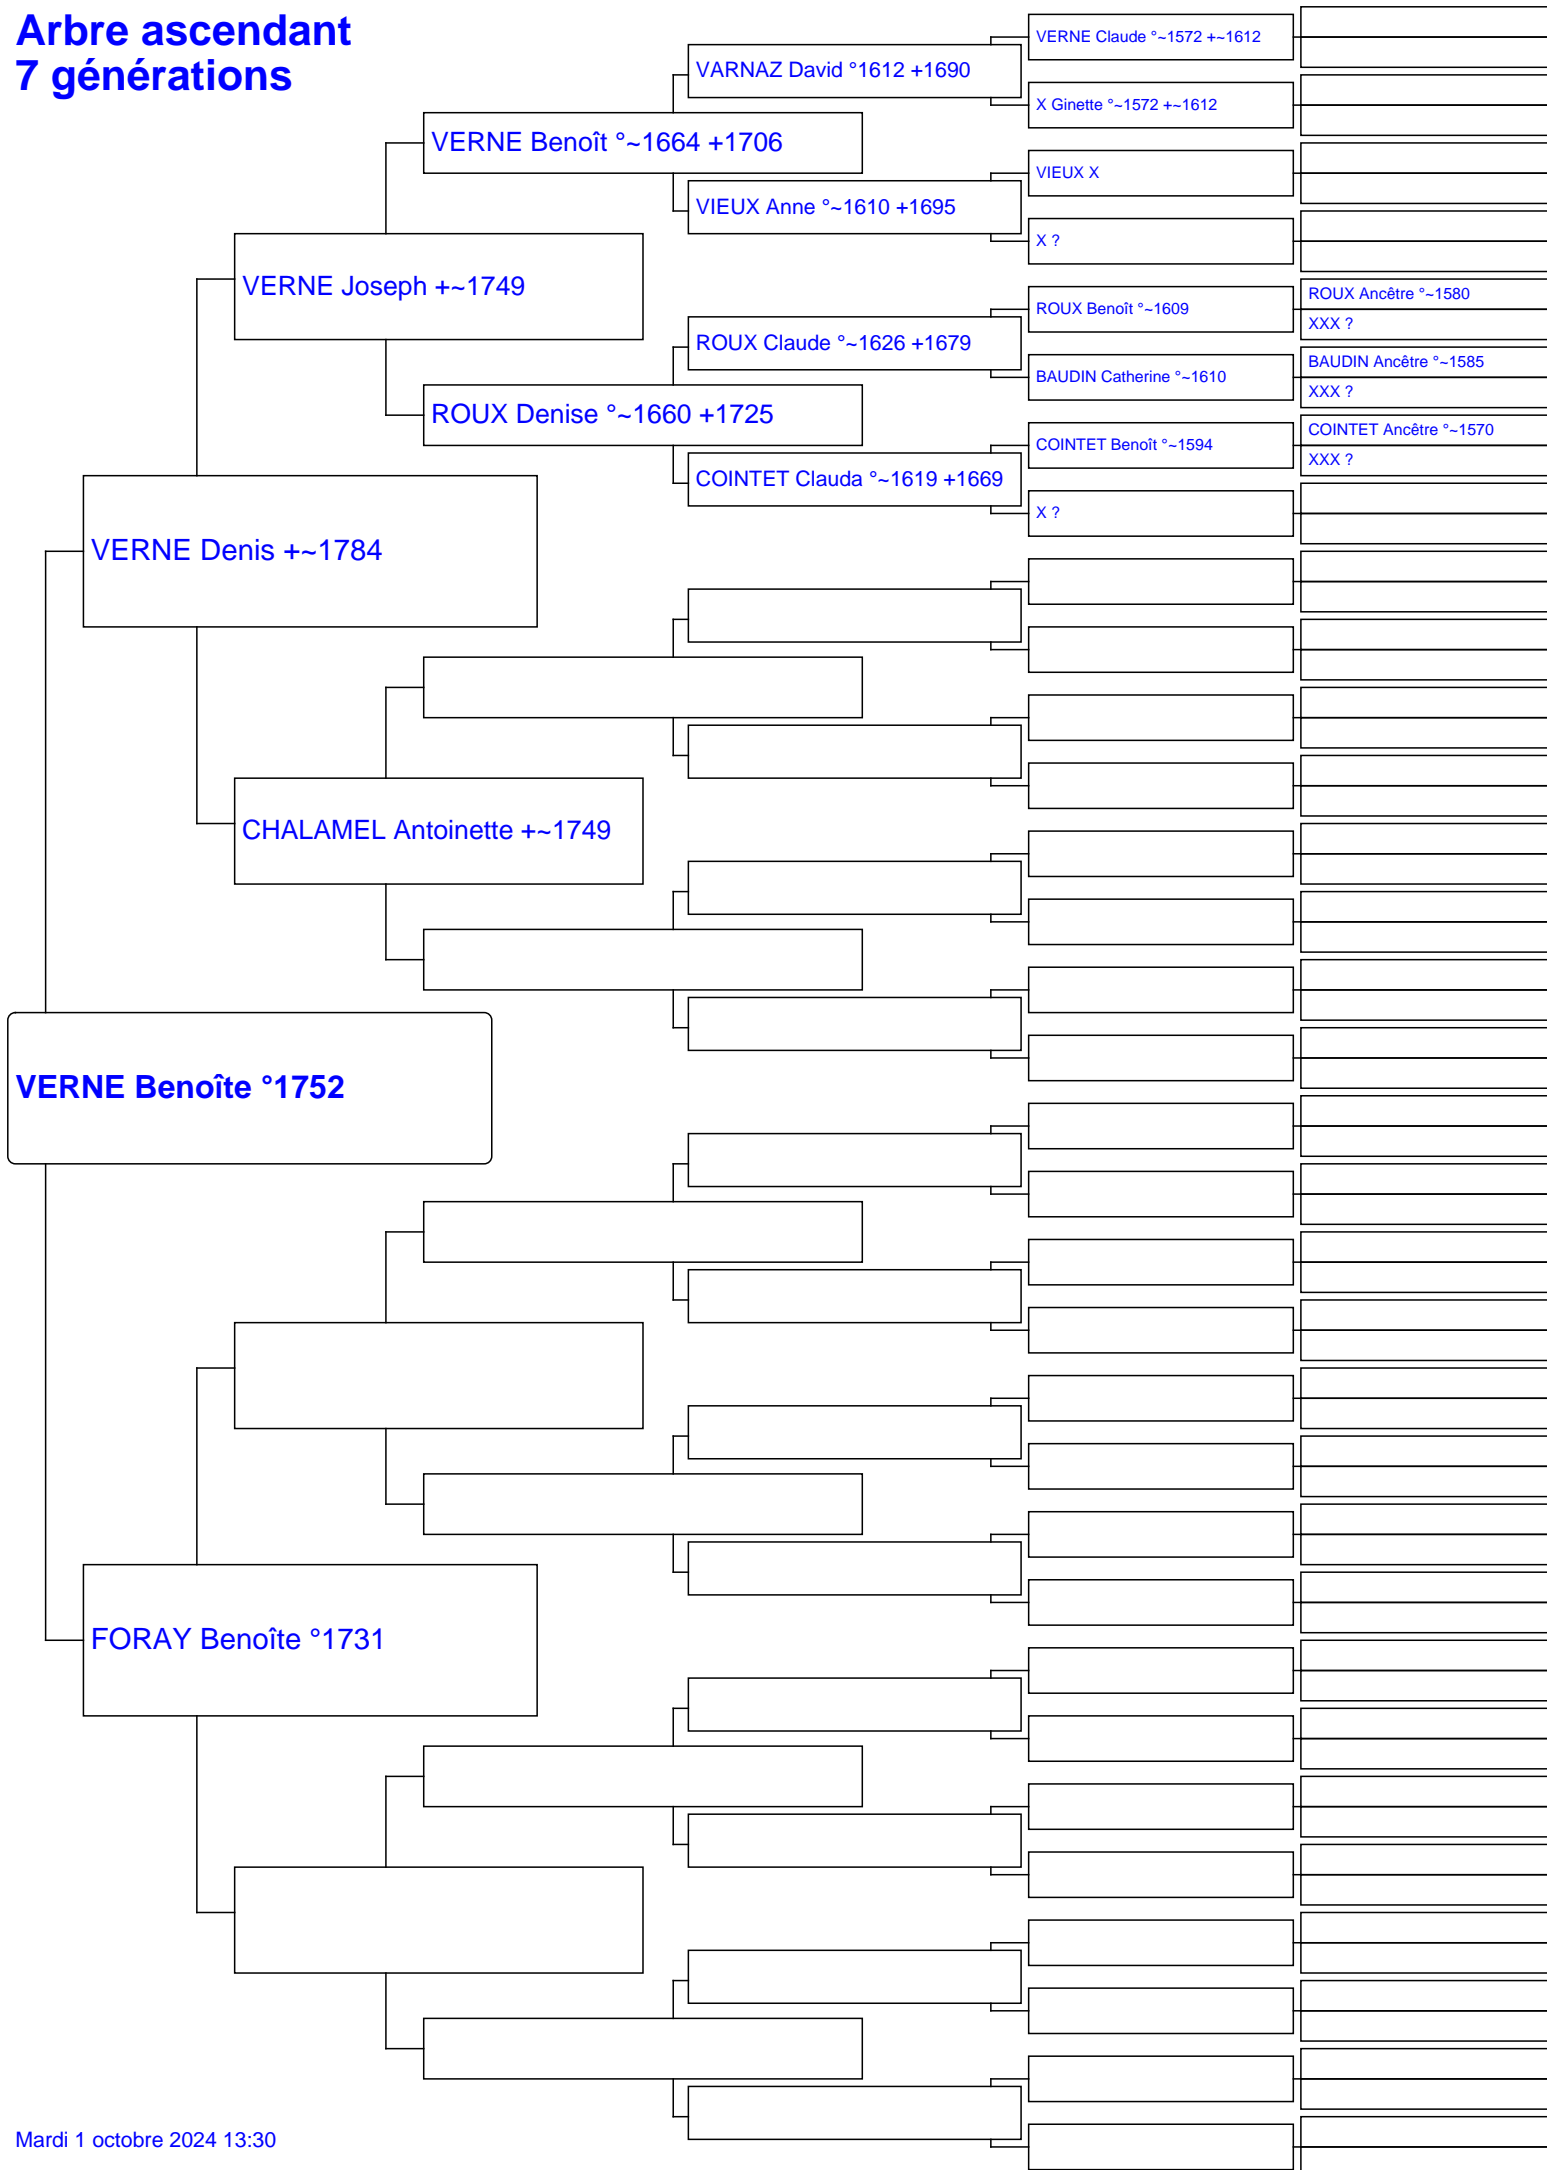 Arbre ascendant
7 générations
VERNE Claude °~1572 +~1612
VARNAZ David °1612 +1690
X Ginette °~1572 +~1612
VERNE Benoît °~1664 +1706
VIEUX X
VIEUX Anne °~1610 +1695
X ?
VERNE Joseph +~1749
ROUX Ancêtre °~1580
ROUX Benoît °~1609
XXX ?
ROUX Claude °~1626 +1679
BAUDIN Ancêtre °~1585
BAUDIN Catherine °~1610
XXX ?
ROUX Denise °~1660 +1725
COINTET Ancêtre °~1570
COINTET Benoît °~1594
XXX ?
COINTET Clauda °~1619 +1669
X ?
VERNE Denis +~1784
CHALAMEL Antoinette +~1749
VERNE Benoîte °1752
FORAY Benoîte °1731
Mardi 1 octobre 2024 13:30